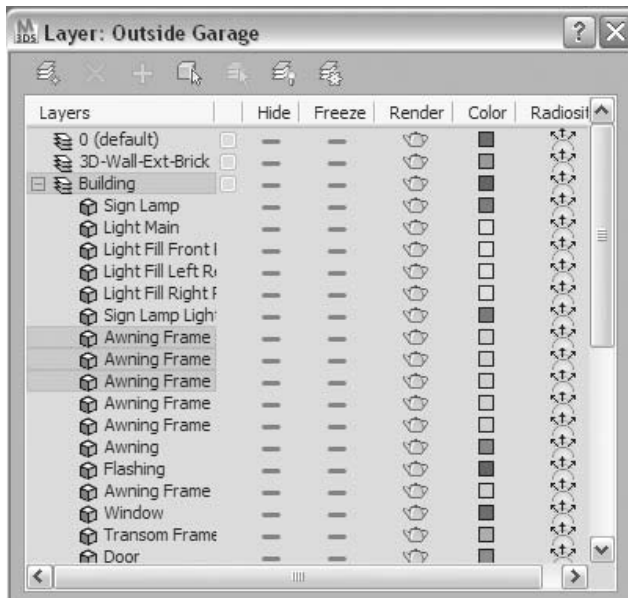 M
3DS Layer: Outside Garage
Layers Hide Freeze Render Color Radiosit
0 (default)
3D-Wall-Ext-Brick
Building
Sign Lamp
Light Main
Light Fill Front
Light Fill Left R
Light Fill Right
Sign Lamp Ligh
Awning Frame
Awning Frame
Awning Frame
Awning Frame
Awning Frame
Awning
Flashing
Awning Frame
Window
Transom Frame
Door